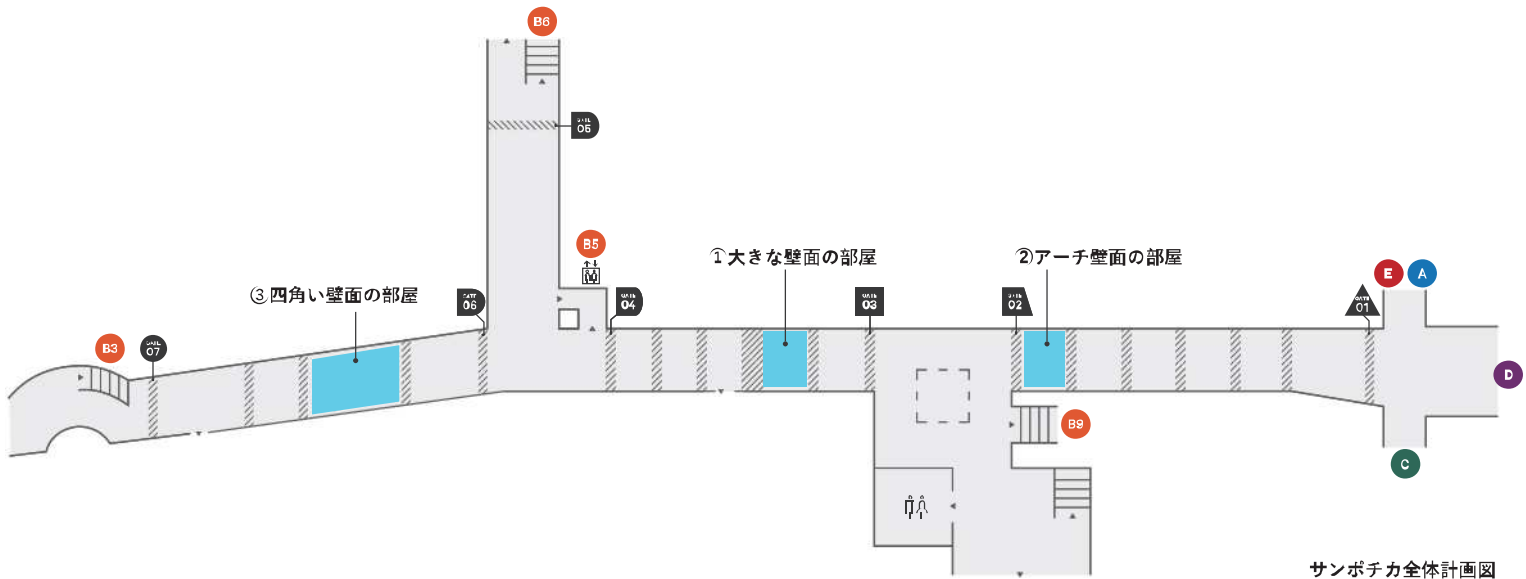 B6
GATE 05
B5
①大きな壁面の部屋
②アーチ壁面の部屋
E
A
③四角い壁面の部屋
GATE 06
GATE 04
GATE 03
GATE 02
GATE 01
B3
GATE 07
D
B9
C
サンポチカ全体計画図